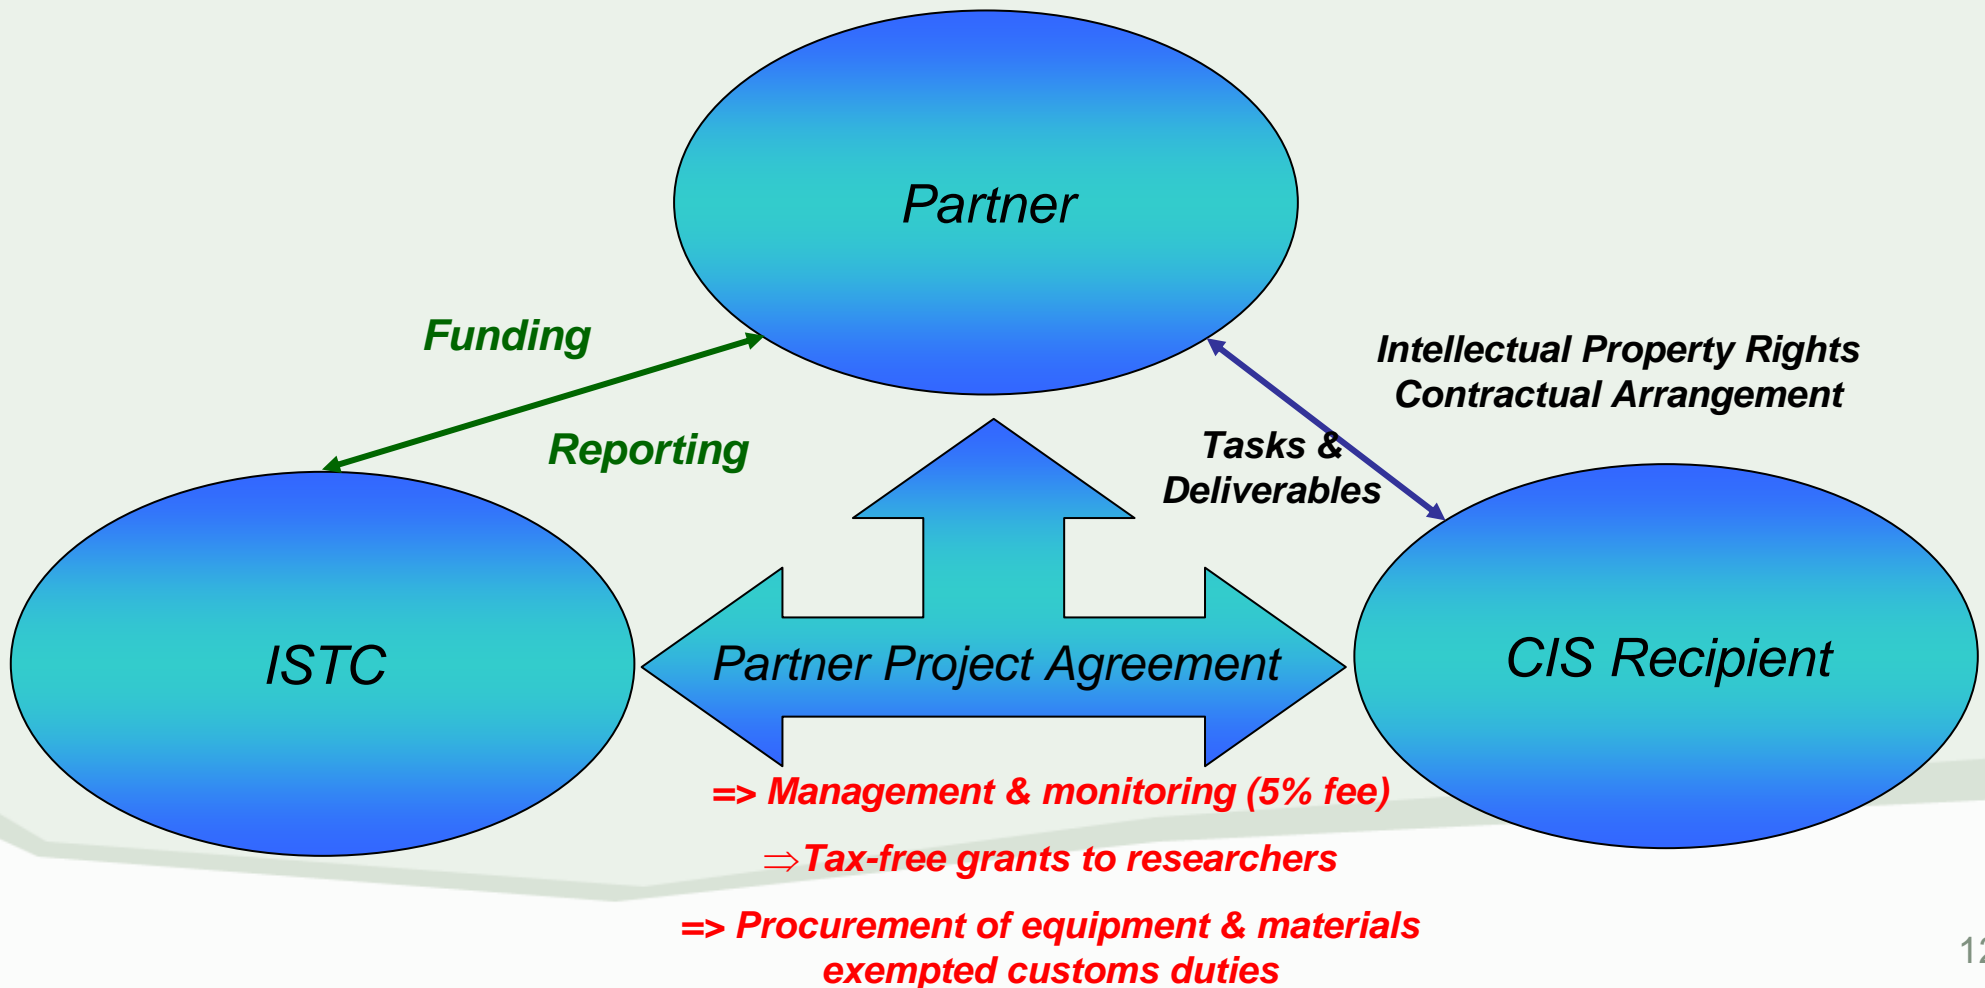 Partner
Funding
Intellectual Property Rights
Contractual Arrangement
Reporting
Tasks &
Deliverables
ISTC
Partner Project Agreement
CIS Recipient
=> Management & monitoring (5% fee)
⇒Tax-free grants to researchers
=> Procurement of equipment & materials
exempted customs duties
12